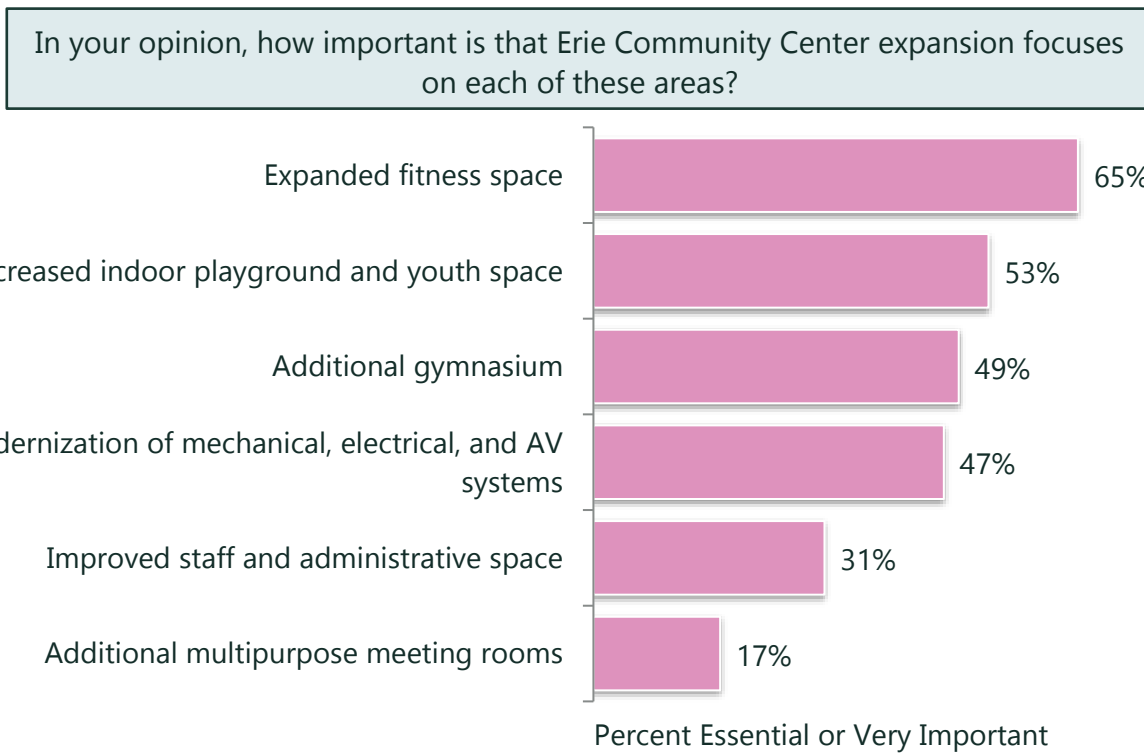 In your opinion, how important is that Erie Community Center expansion focuses
on each of these areas?
Expanded fitness space
65%
creased indoor playground and youth space
53%
Additional gymnasium
49%
dernization of mechanical, electrical, and AV
systems
47%
Improved staff and administrative space
31%
Additional multipurpose meeting rooms
17%
Percent Essential or Very Important